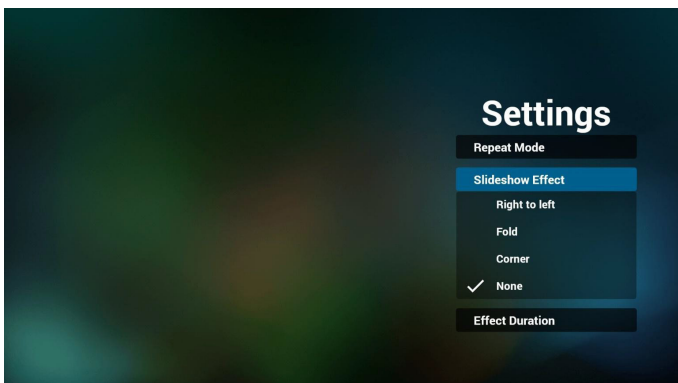 Settings
Repeat Mode
Slideshow Effect
Right to left
Fold
Corner
None
Effect Duration